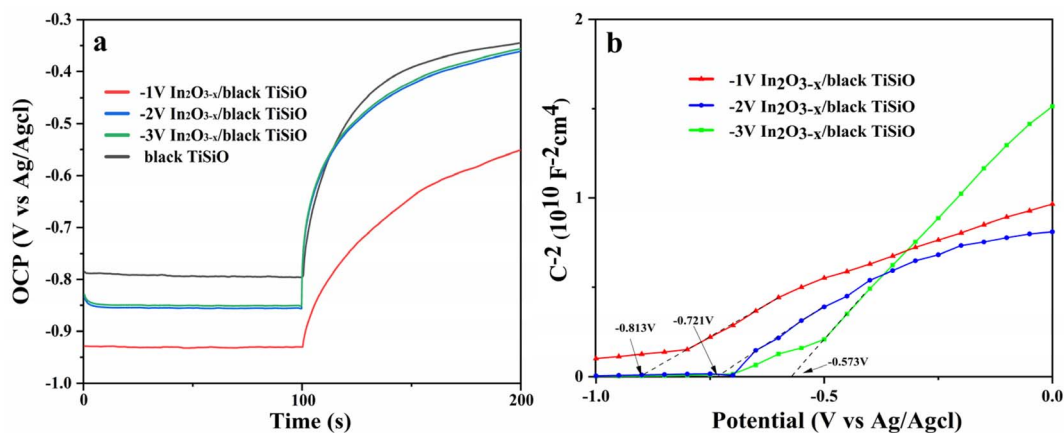 a
-1V In₂O₃₋ₓ/black TiSiO
-2V In₂O₃₋ₓ/black TiSiO
-3V In₂O₃₋ₓ/black TiSiO
black TiSiO
OCP (V vs Ag/Agcl)
-0.3
-0.4
-0.5
-0.6
-0.7
-0.8
-0.9
-1.0
0
100
200
Time (s)
b
-1V In₂O₃₋ₓ/black TiSiO
-2V In₂O₃₋ₓ/black TiSiO
-3V In₂O₃₋ₓ/black TiSiO
C⁻² (10¹⁰ F⁻²cm⁴)
2
1
0
-0.813V
-0.721V
-0.573V
-1.0
-0.5
0.0
Potential (V vs Ag/Agcl)